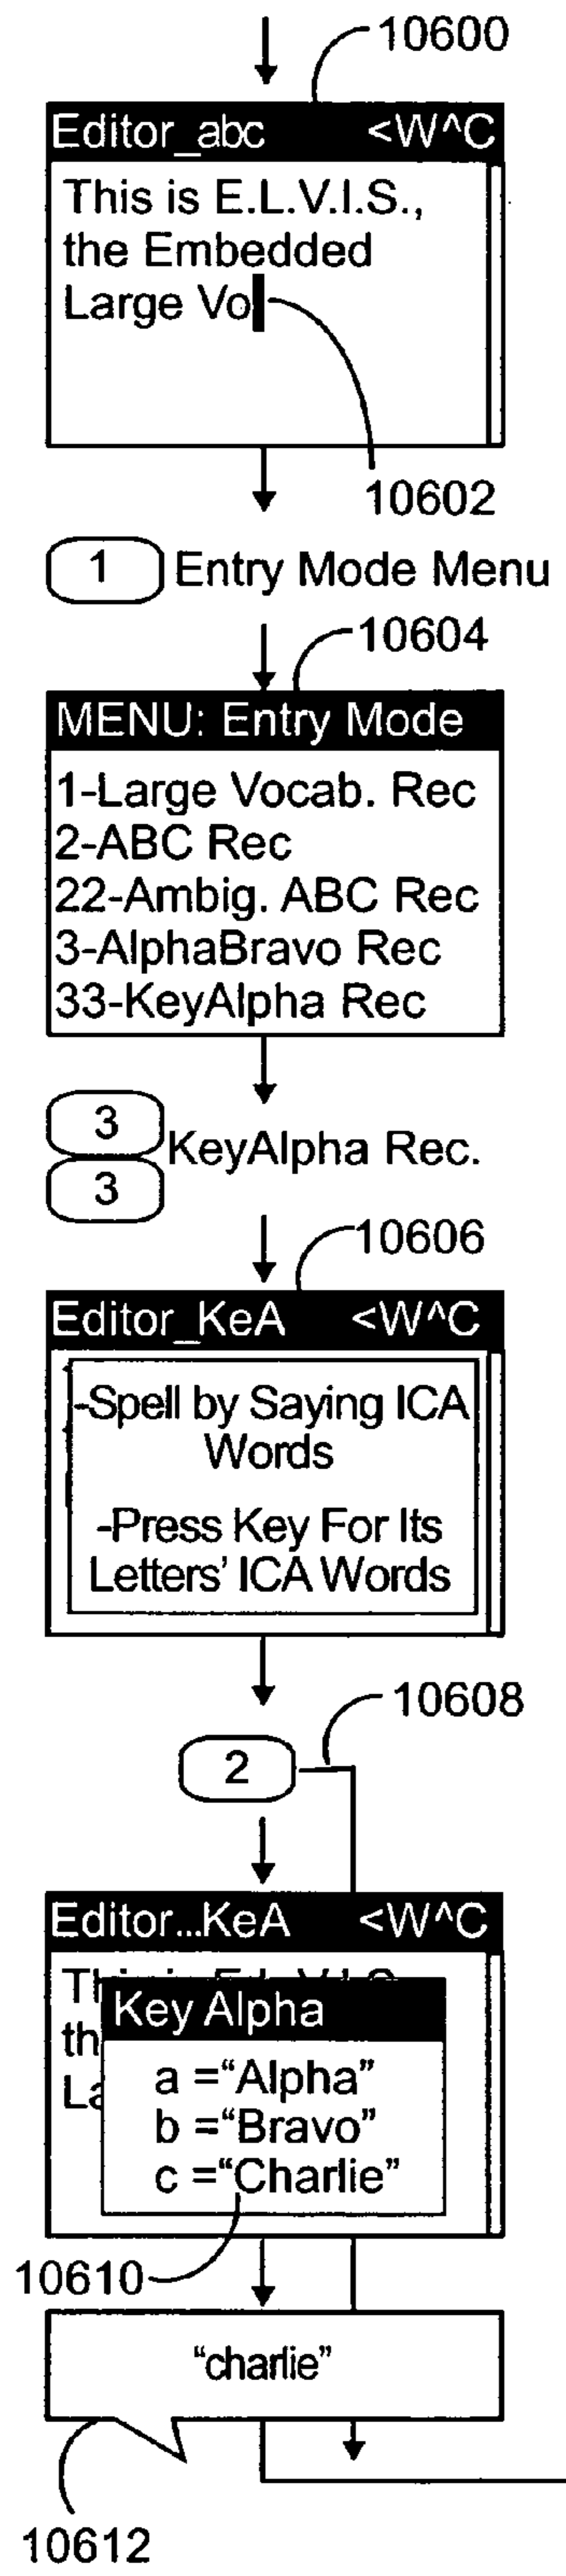 10600
Editor_abc <W^C
This is E.L.V.I.S.,
the Embedded
Large Vo
10602
1 Entry Mode Menu
10604
MENU: Entry Mode
1-Large Vocab. Rec
2-ABC Rec
22-Ambig. ABC Rec
3-AlphaBravo Rec
33-KeyAlpha Rec
3
KeyAlpha Rec.
3
10606
Editor_KeA <W^C
-Spell by Saying ICA
Words
-Press Key For Its
Letters’ ICA Words
10608
2
Editor...KeA <W^C
Key Alpha
a =“Alpha”
b =“Bravo”
c =“Charlie”
10610
“charlie”
10612